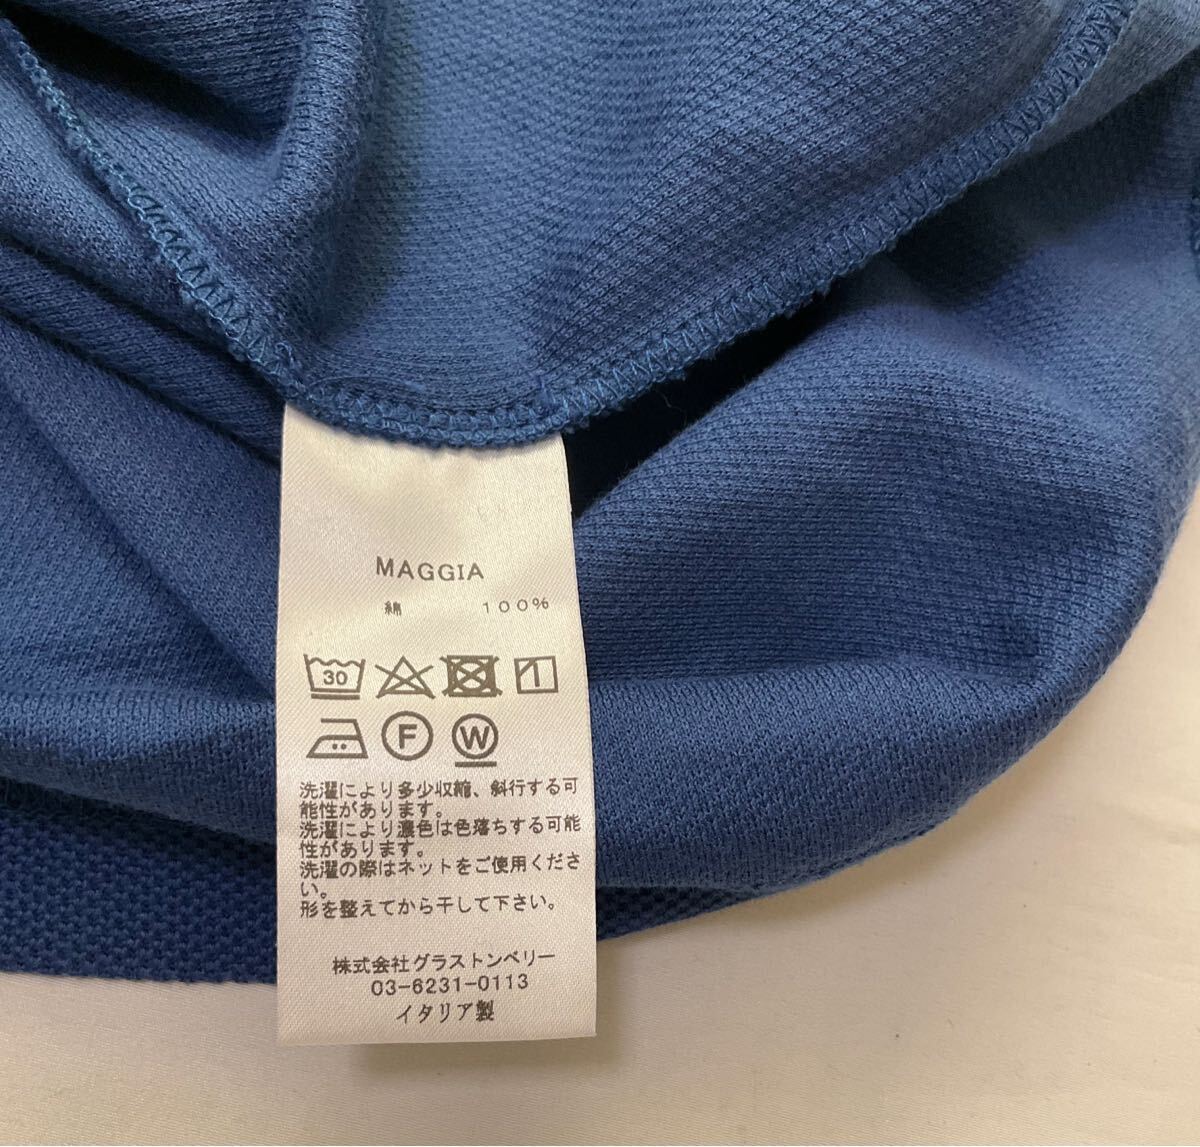 MAGGIA
綿 100%
30
F W
洗濯により多少収縮、斜行する可
能性があります。
洗濯により濃色は色落ちする可能
性があります。
洗濯の際はネットをご使用くださ
い。
形を整えてから干して下さい。
株式会社グラストンベリー
03-6231-0113
イタリア製